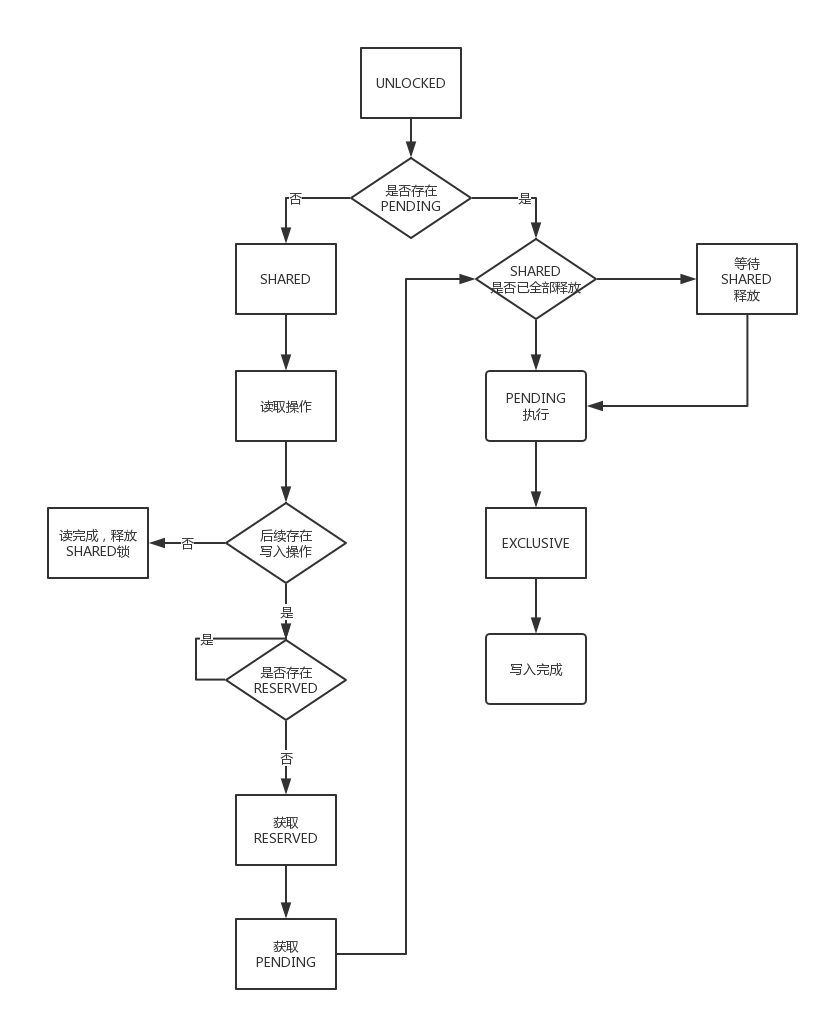 UNLOCKED
是否存在
PENDING
否
是
SHARED
SHARED
是否已全部释放
等待
SHARED
释放
读取操作
PENDING
执行
后续存在
写入操作
否
读完成，释放
SHARED锁
EXCLUSIVE
是
是
是否存在
RESERVED
写入完成
否
获取
RESERVED
获取
PENDING